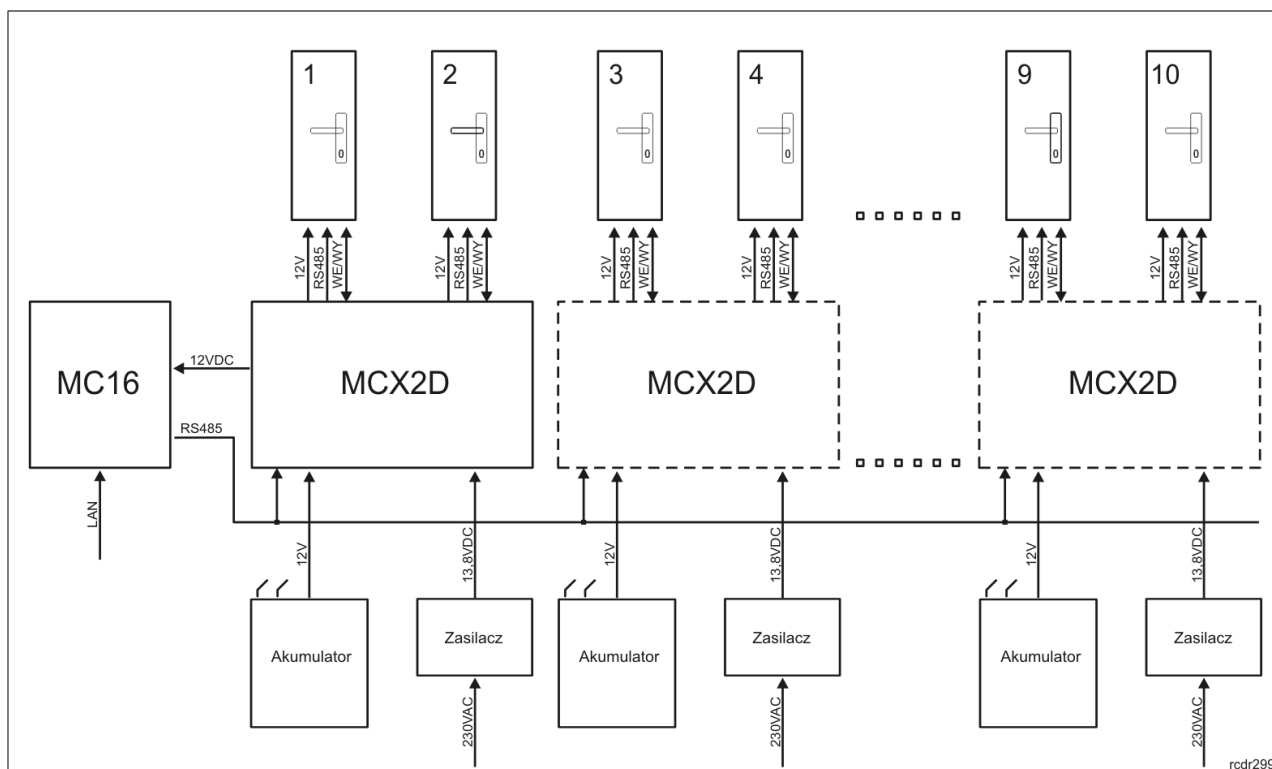 1 2 3 4 9 10
12V RS485 WE/WY 12V RS485 WE/WY 12V RS485 WE/WY 12V RS485 WE/WY 12V RS485 WE/WY 12V RS485 WE/WY
MC16 12VDC MCX2D MCX2D MCX2D
RS485
LAN
12V 13,8VDC 12V 13,8VDC 12V 13,8VDC
Akumulator Zasilacz Akumulator Zasilacz Akumulator Zasilacz
230VAC 230VAC 230VAC
rcdr299